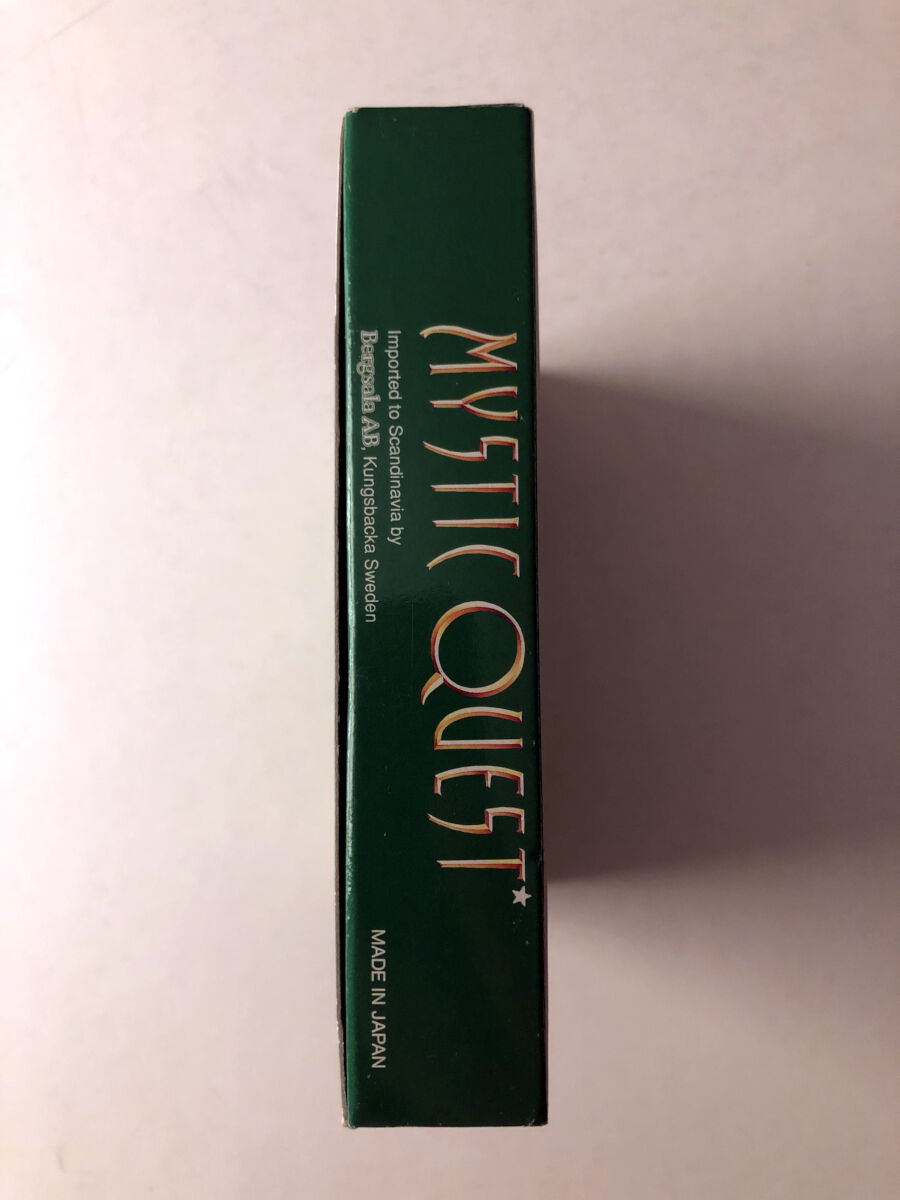 MYSTIC QUEST★
Imported to Scandinavia by
Bergsala AB, Kungsbacka Sweden
MADE IN JAPAN